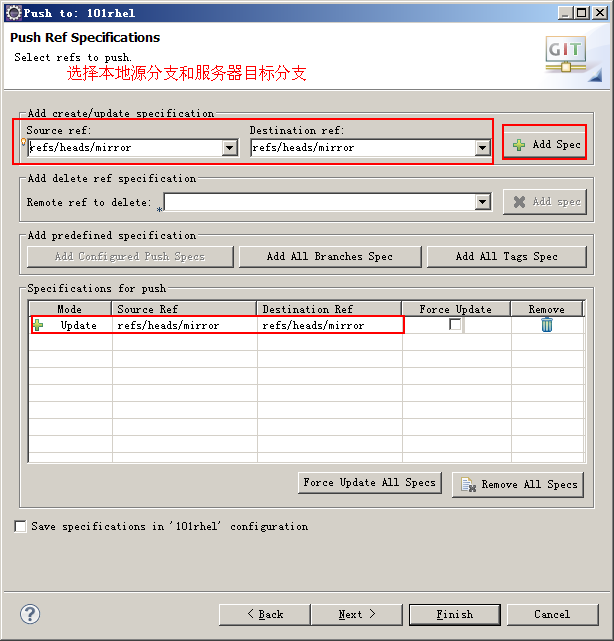 Push to: 101rhel
Push Ref Specifications
Select refs to push.
GIT
选择本地源分支和服务器目标分支
Add create/update specification
Source ref: Destination ref:
refs/heads/mirror refs/heads/mirror Add Spec
Add delete ref specification
Remote ref to delete: * Add spec
Add predefined specification
Add Configured Push Specs Add All Branches Spec Add All Tags Spec
Specifications for push
Mode Source Ref Destination Ref Force Update Remove
Update refs/heads/mirror refs/heads/mirror
Force Update All Specs Remove All Specs
Save specifications in '101rhel' configuration
? < Back Next > Finish Cancel